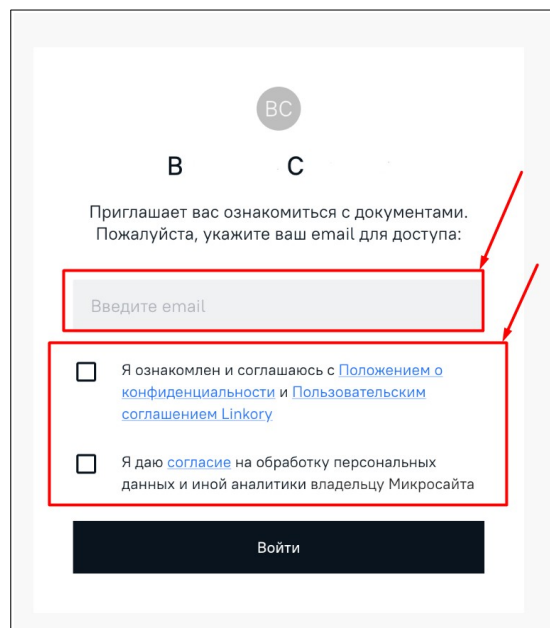 ВС
В С
Приглашает вас ознакомиться с документами.
Пожалуйста, укажите ваш email для доступа:
Введите email
Я ознакомлен и соглашаюсь с Положением о
конфиденциальности и Пользовательским
соглашением Linkory
Я даю согласие на обработку персональных
данных и иной аналитики владельцу Микросайта
Войти